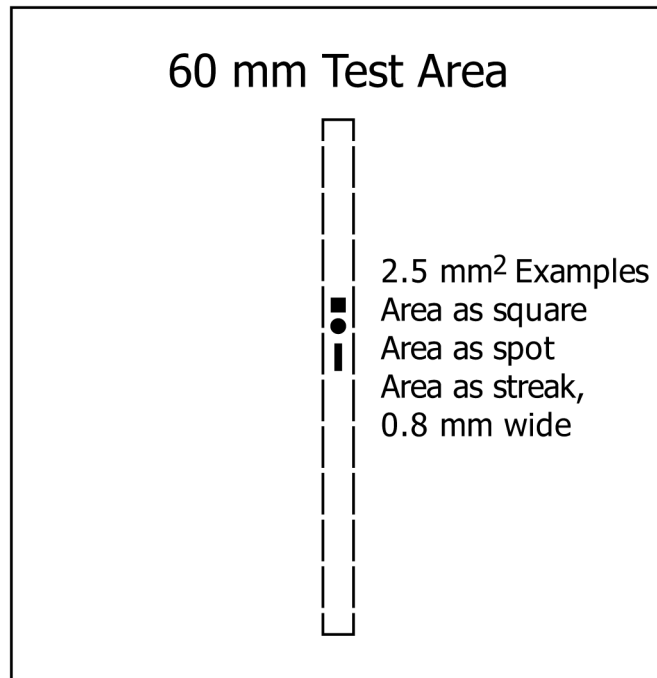 60 mm Test Area
2.5 mm² Examples
Area as square
Area as spot
Area as streak,
0.8 mm wide